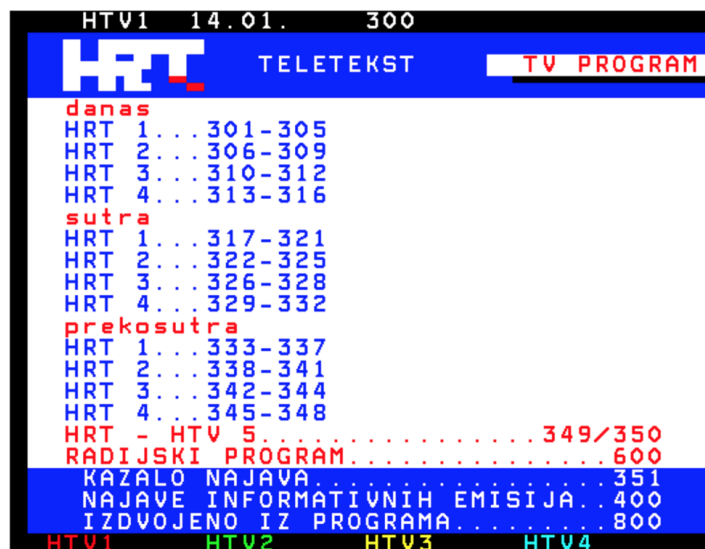 HTV1 14.01. 300
HRT TELETEKST TV PROGRAM
danas
HRT 1...301-305
HRT 2...306-309
HRT 3...310-312
HRT 4...313-316
sutra
HRT 1...317-321
HRT 2...322-325
HRT 3...326-328
HRT 4...329-332
prekosutra
HRT 1...333-337
HRT 2...338-341
HRT 3...342-344
HRT 4...345-348
HRT - HTV 5................349/350
RADIJSKI PROGRAM...............600
KAZALO NAJAVA.................351
NAJAVE INFORMATIVNIH EMISIJA..400
IZDVOJENO IZ PROGRAMA.........800
HTV1 HTV2 HTV3 HTV4